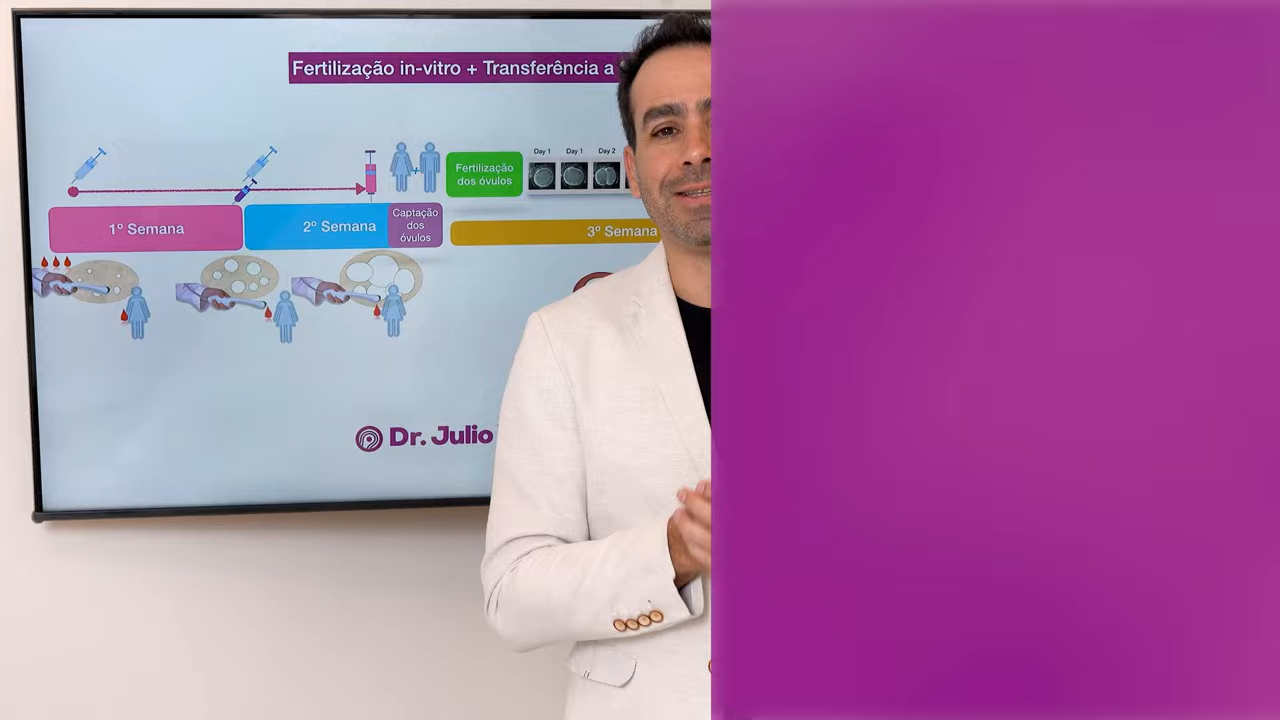 Fertilização in-vitro + Transferência a
Day 1 Day 1 Day 2
Fertilização
dos óvulos
1º Semana
2º Semana
Captação
dos
óvulos
3º Semana
Dr. Julio